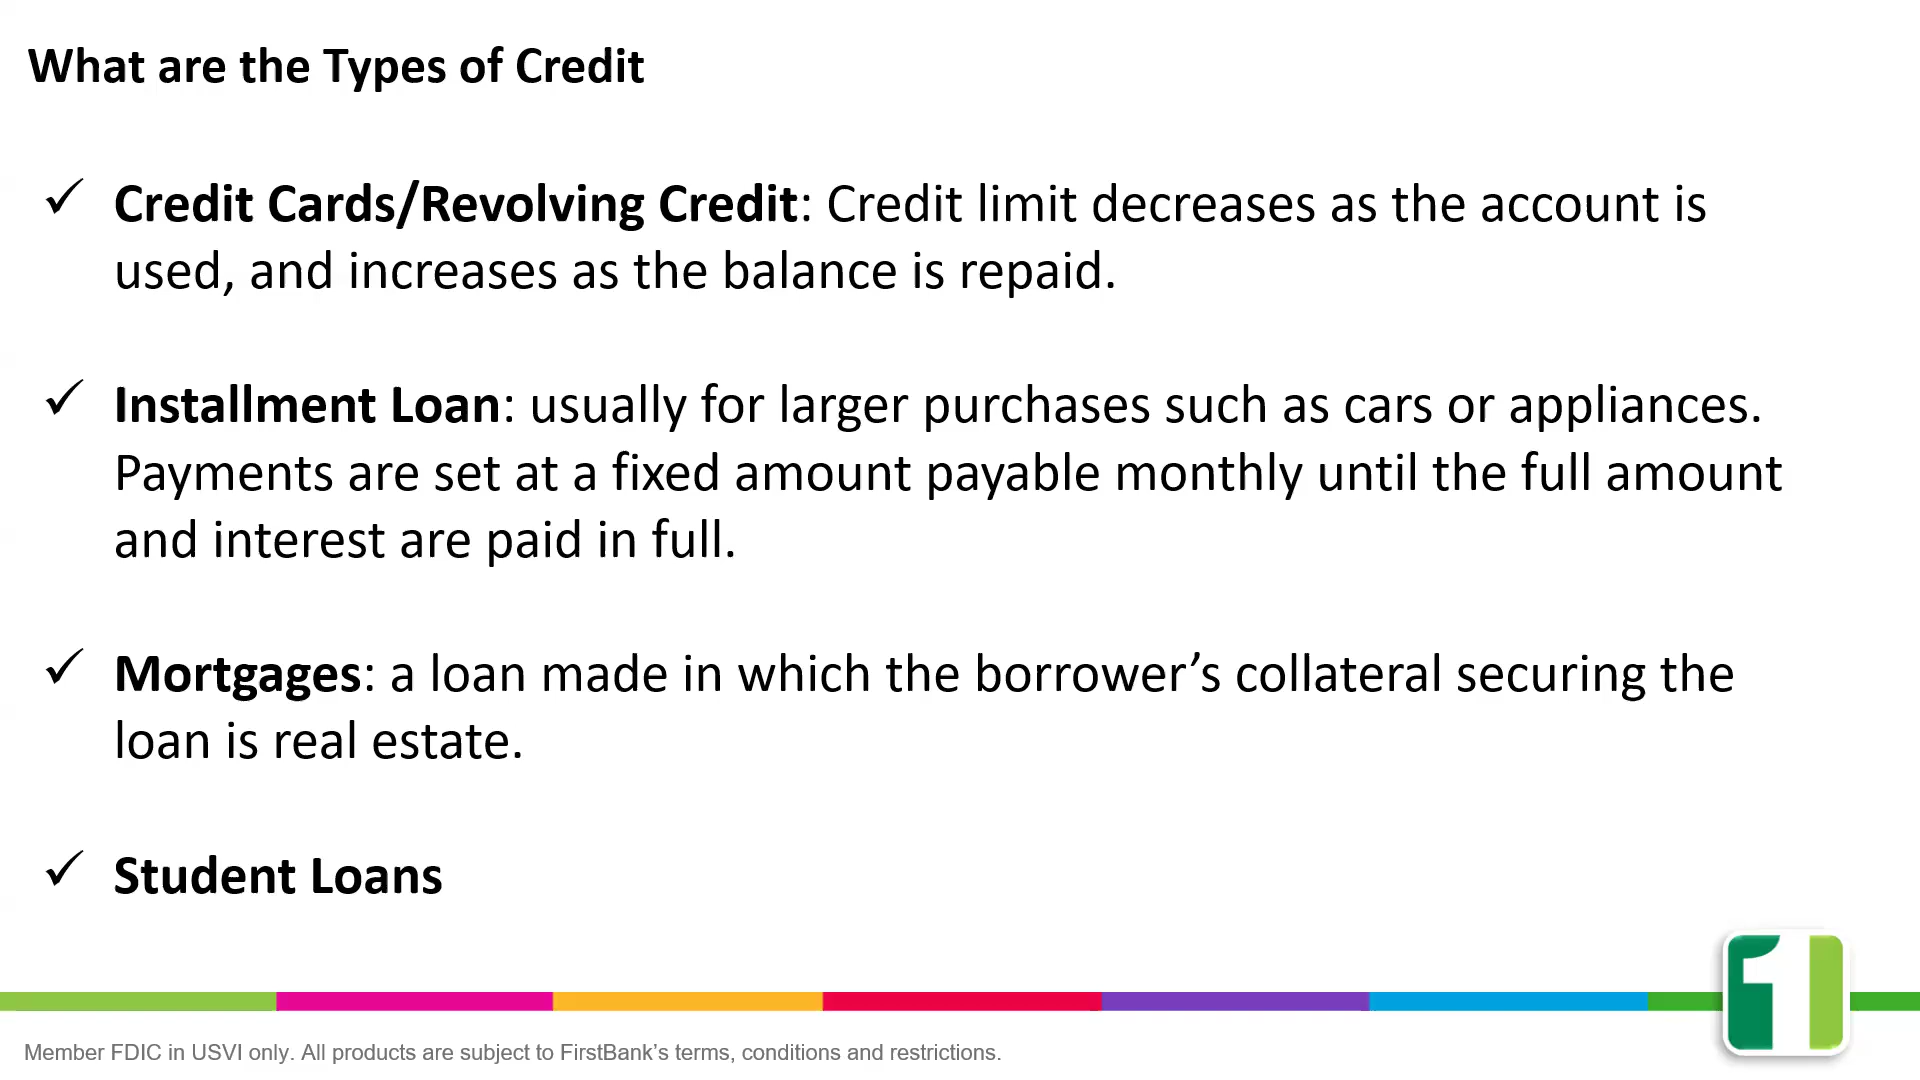 What are the Types of Credit
✓ Credit Cards/Revolving Credit: Credit limit decreases as the account is
used, and increases as the balance is repaid.
✓ Installment Loan: usually for larger purchases such as cars or appliances.
Payments are set at a fixed amount payable monthly until the full amount
and interest are paid in full.
✓ Mortgages: a loan made in which the borrower’s collateral securing the
loan is real estate.
✓ Student Loans
1
Member FDIC in USVI only. All products are subject to FirstBank’s terms, conditions and restrictions.